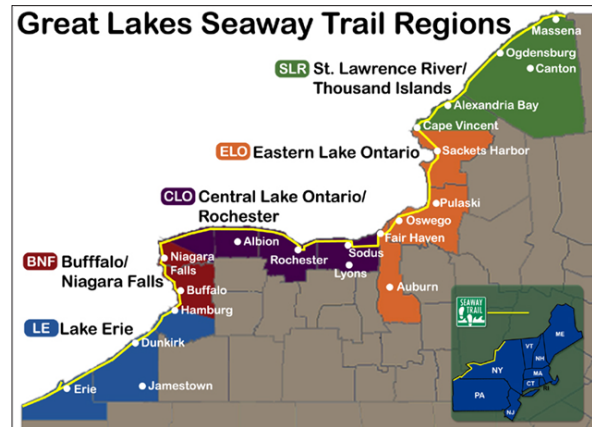 Great Lakes Seaway Trail Regions
Massena
Ogdensburg
SLR St. Lawrence River/
Thousand Islands
Canton
Alexandria Bay
Cape Vincent
ELO Eastern Lake Ontario
Sackets Harbor
CLO Central Lake Ontario/
Rochester
Pulaski
Oswego
Fair Haven
Albion
Rochester
Sodus
Lyons
BNF Bufffalo/
Niagara Falls
Niagara
Falls
Buffalo
Auburn
Hamburg
LE Lake Erie
Dunkirk
Erie
Jamestown
SEAWAY
TRAIL
ME
VT
NH
NY
MA
CT
RI
PA
NJ